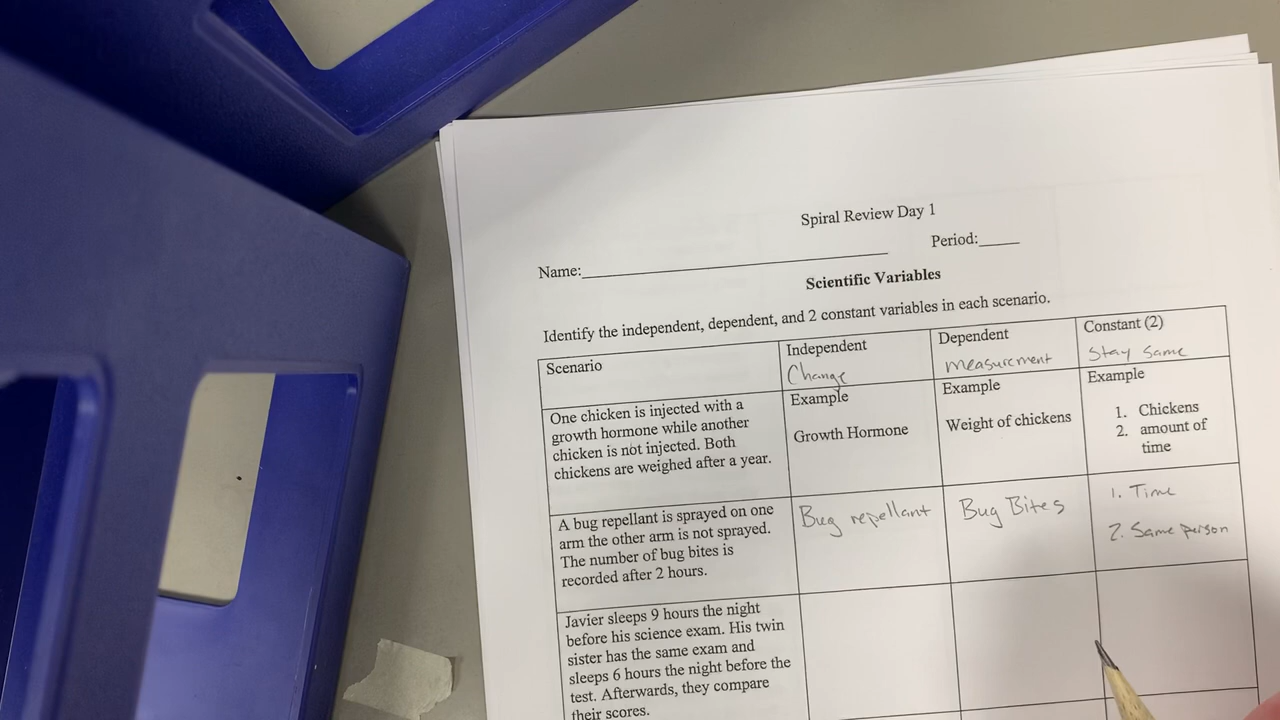 Spiral Review Day 1
Name: Period:
Scientific Variables
Identify the independent, dependent, and 2 constant variables in each scenario.
Scenario
Independent
Change
Dependent
measurement
Constant (2)
Stay Same
One chicken is injected with a
growth hormone while another
chicken is not injected. Both
chickens are weighed after a year.
Example
Growth Hormone
Example
Weight of chickens
Example
1. Chickens
2. amount of
time
A bug repellant is sprayed on one
arm the other arm is not sprayed.
The number of bug bites is
recorded after 2 hours.
Bug repellant
Bug Bites
1. Time
2. Same person
Javier sleeps 9 hours the night
before his science exam. His twin
sister has the same exam and
sleeps 6 hours the night before the
test. Afterwards, they compare
their scores.